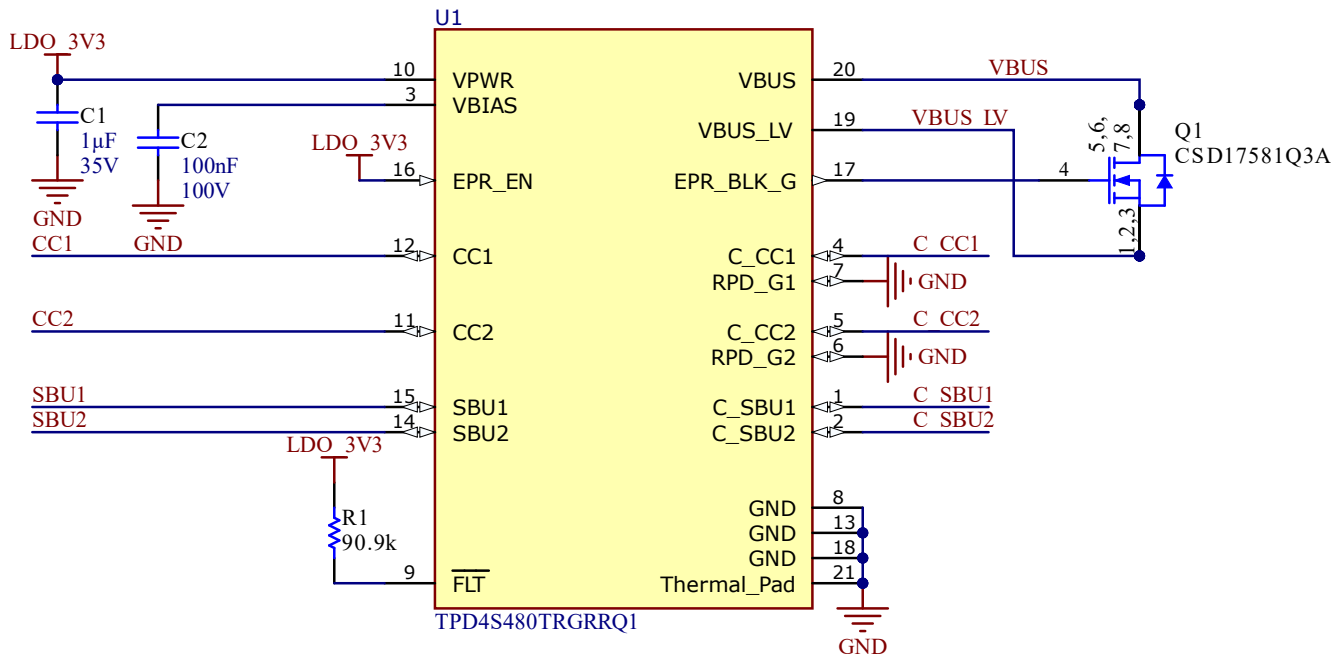 U1
LDO_3V3
10 VPWR VBUS 20 VBUS
3 VBIAS
C1
1µF
35V
GND
C2
100nF
100V
GND
VBUS_LV 19 VBUS_LV
5,6,
7,8
Q1
CSD17581Q3A
LDO_3V3
16 EPR_EN EPR_BLK_G 17 4
1,2,3
CC1 12 CC1 C_CC1 4 C_CC1
RPD_G1 7 GND
CC2 11 CC2 C_CC2 5 C_CC2
RPD_G2 6 GND
SBU1 15 SBU1 C_SBU1 1 C_SBU1
SBU2 14 SBU2 C_SBU2 2 C_SBU2
LDO_3V3
R1
90.9k
GND 8
GND 13
GND 18
9 FLT Thermal_Pad 21
TPD4S480TRGRRQ1
GND